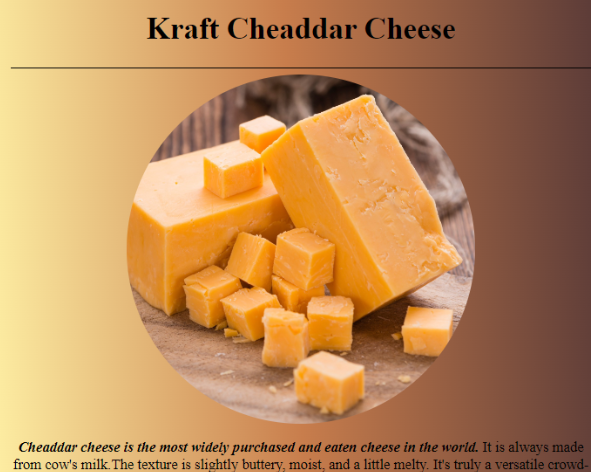 Kraft Cheaddar Cheese
Cheaddar cheese is the most widely purchased and eaten cheese in the world. It is always made
from cow's milk.The texture is slightly buttery, moist, and a little melty. It's truly a versatile crowd-